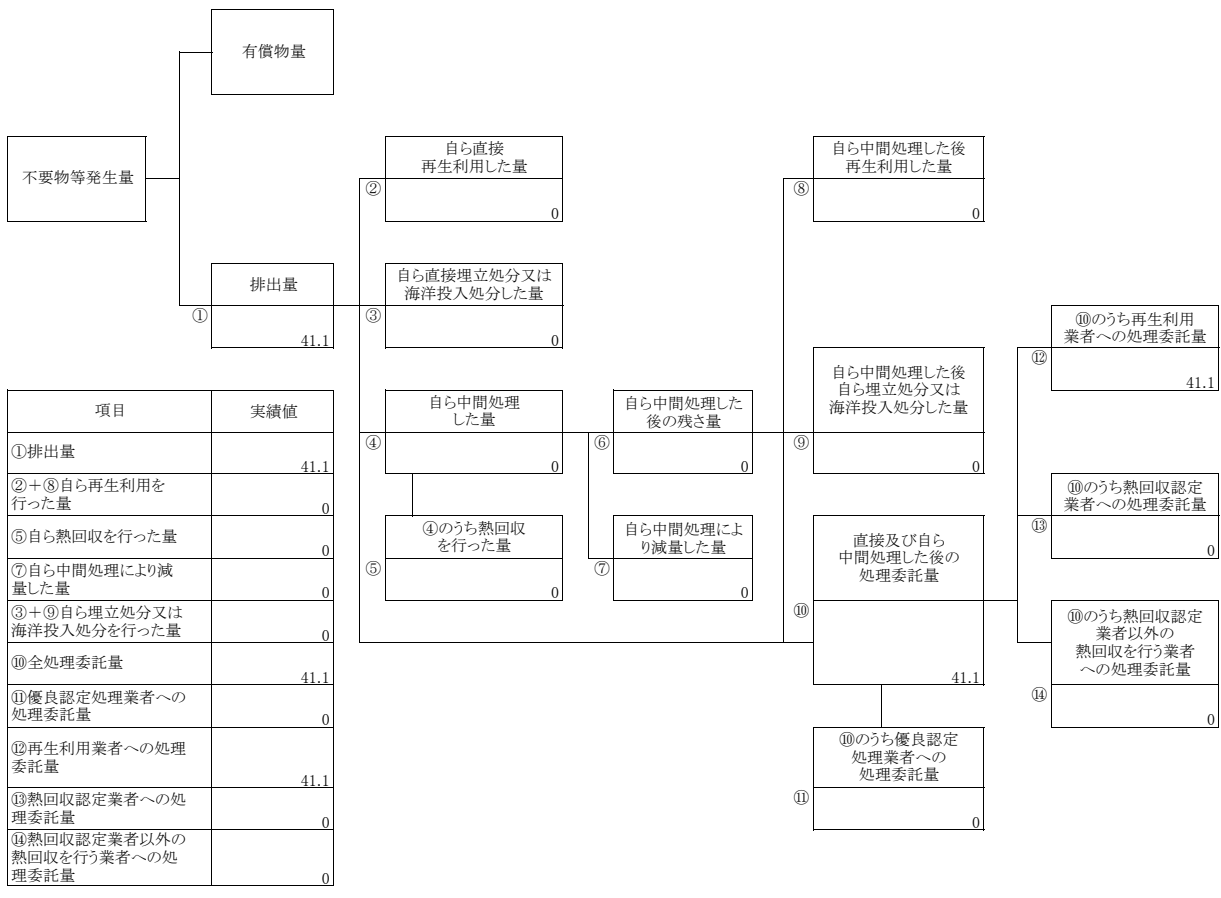 有償物量
不要物等発生量
排出量
①
41.1
自ら直接
再生利用した量
②
0
自ら直接埋立処分又は
海洋投入処分した量
③
0
自ら中間処理
した量
④
0
④のうち熱回収
を行った量
⑤
0
自ら中間処理した
後の残さ量
⑥
0
自ら中間処理によ
り減量した量
⑦
0
自ら中間処理した後
再生利用した量
⑧
0
自ら中間処理した後
自ら埋立処分又は
海洋投入処分した量
⑨
0
直接及び自ら
中間処理した後の
処理委託量
⑩
41.1
⑩のうち優良認定
処理業者への
処理委託量
⑪
0
⑩のうち再生利用
業者への処理委託量
⑫
41.1
⑩のうち熱回収認定
業者への処理委託量
⑬
0
⑩のうち熱回収認定
業者以外の
熱回収を行う業者
への処理委託量
⑭
0
項目 実績値
①排出量
41.1
②＋⑧自ら再生利用を
行った量
0
⑤自ら熱回収を行った量
0
⑦自ら中間処理により減
量した量
0
③＋⑨自ら埋立処分又は
海洋投入処分を行った量
0
⑩全処理委託量
41.1
⑪優良認定処理業者への
処理委託量
0
⑫再生利用業者への処理
委託量
41.1
⑬熱回収認定業者への処
理委託量
0
⑭熱回収認定業者以外の
熱回収を行う業者への処
理委託量
0